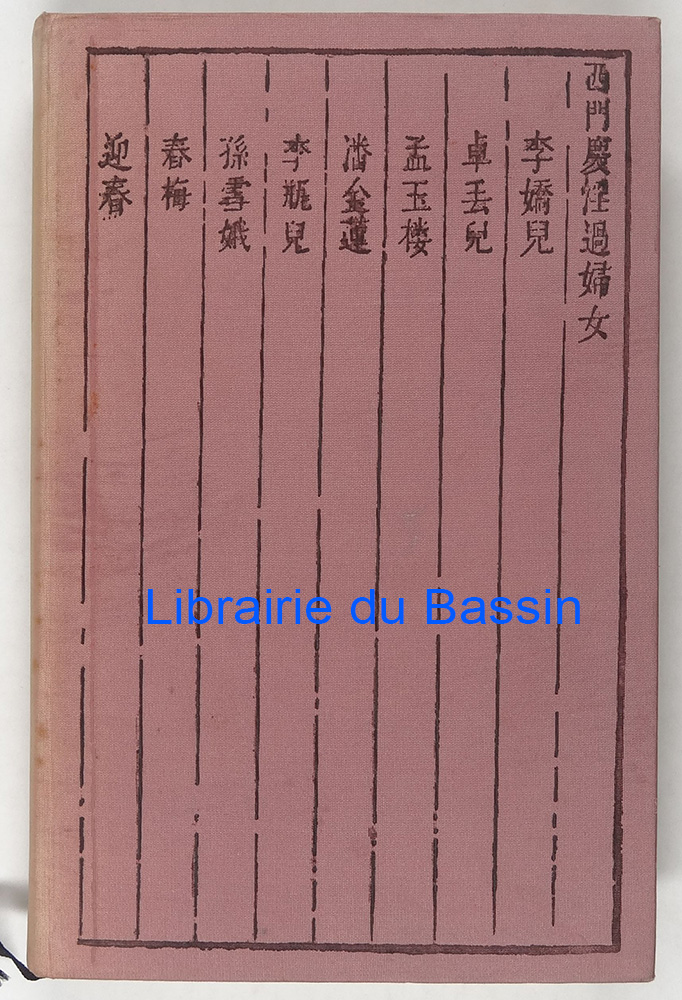 西門慶淫過婦女
李嬌兒
卓丟兒
孟玉楼
潘金蓮
李瓶兒
孫雪娥
春梅
迎春
Librairie du Bassin